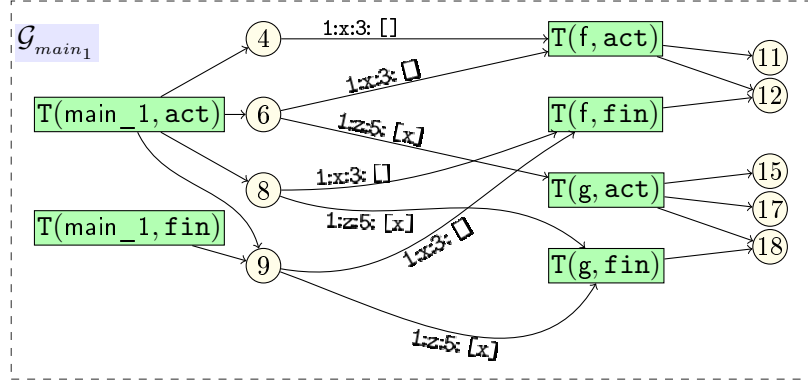 𝒢main₁
4
1:x:3: []
T(f, act)
11
1:x:3: []
12
T(main_1, act)
6
T(f, fin)
1:z:5: [x]
15
1:x:3: []
8
T(g, act)
17
T(main_1, fin)
1:z:5: [x]
18
1:x:3: []
9
T(g, fin)
1:z:5: [x]